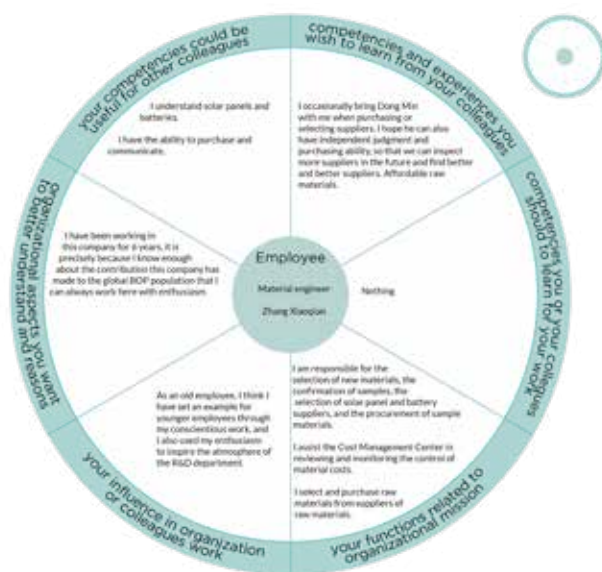 your competencies could be
useful for other colleagues
I understand solar panels and
batteries.
I have the ability to purchase and
communicate.
competencies and experiences you
wish to learn from your colleagues
I occasionally bring Dong Min
with me when purchasing or
selecting suppliers. I hope he can also
have independent judgment and
purchasing ability, so that we can inspect
more suppliers in the future and find better
and better suppliers. Affordable raw
materials.
competencies you or your collegues
should to learn for your work
Nothing
your functions related to
organizational mission
I am responsible for the
selection of new materials, the
confirmation of samples, the
selection of solar panel and battery
suppliers, and the procurement of sample
materials.
I assist the Cost Management Center in
reviewing and monitoring the control of
material costs.
I select and purchase raw
materials from suppliers of
raw materials.
your influence in organization
or colleagues work
As an old employee, I think I
have set an example for
younger employees through
my conscientious work, and
I also used my enthusiasm
to inspire the atmosphere of
the R&D department.
organizational aspects you want
to better understand and reasons
I have been working in
this company for 6 years, it is
precisely because I know enough
about the contribution this company has
made to the global BOP population that I
can always work here with enthusiasm
Employee
Material engineer
Zhang Xiaoqian